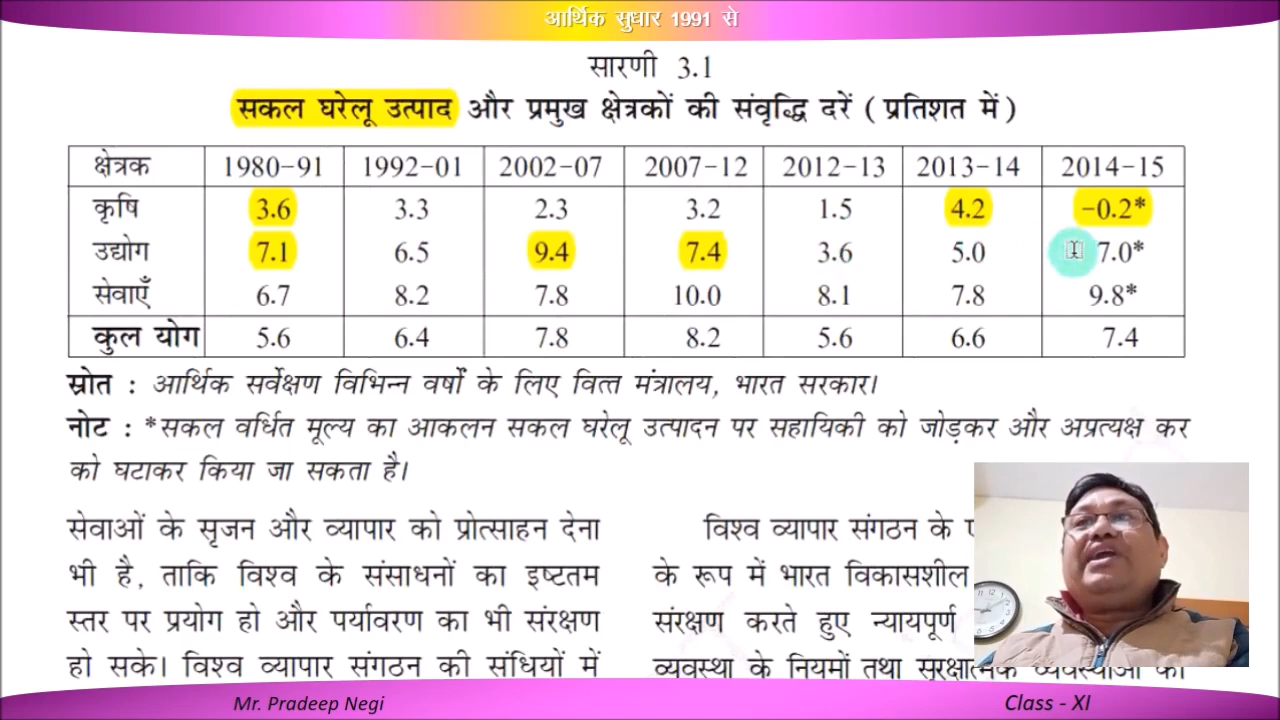 आर्थिक सुधार 1991 से
सारणी 3.1
सकल घरेलू उत्पाद और प्रमुख क्षेत्रकों की संवृद्धि दरें (प्रतिशत में)
क्षेत्रक 1980-91 1992-01 2002-07 2007-12 2012-13 2013-14 2014-15
कृषि 3.6 3.3 2.3 3.2 1.5 4.2 -0.2*
उद्योग 7.1 6.5 9.4 7.4 3.6 5.0 7.0*
सेवाएँ 6.7 8.2 7.8 10.0 8.1 7.8 9.8*
कुल योग 5.6 6.4 7.8 8.2 5.6 6.6 7.4
स्रोत : आर्थिक सर्वेक्षण विभिन्न वर्षों के लिए वित्त मंत्रालय, भारत सरकार।
नोट : *सकल वर्धित मूल्य का आकलन सकल घरेलू उत्पादन पर सहायिकी को जोड़कर और अप्रत्यक्ष कर
को घटाकर किया जा सकता है।
सेवाओं के सृजन और व्यापार को प्रोत्साहन देना
भी है, ताकि विश्व के संसाधनों का इष्टतम
स्तर पर प्रयोग हो और पर्यावरण का भी संरक्षण
हो सके। विश्व व्यापार संगठन की संधियों में
विश्व व्यापार संगठन के
के रूप में भारत विकासशील
संरक्षण करते हुए न्यायपूर्ण
व्यवस्था के नियमों तथा सुरक्षात्मक व्यवस्थाओं का
Mr. Pradeep Negi
Class - XI